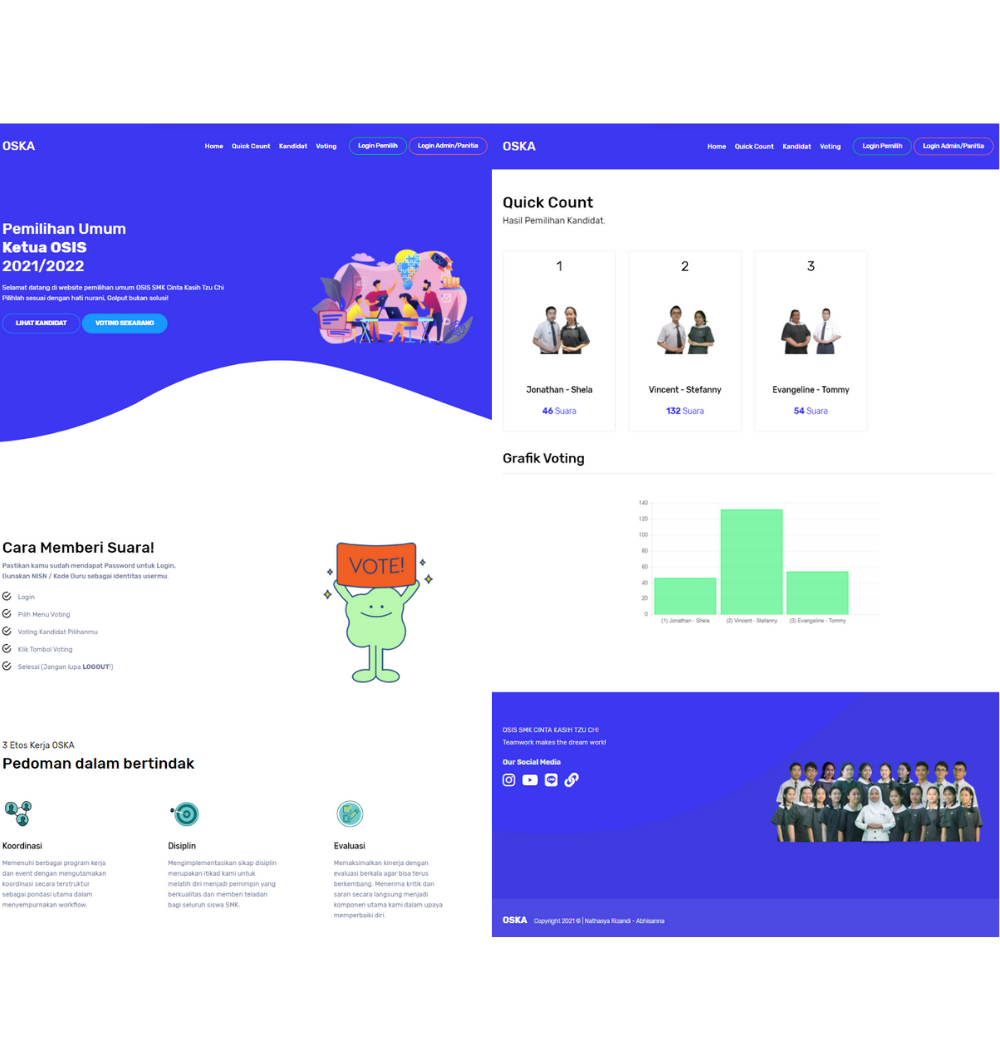 OSKA
Home Quick Count Kandidat Voting Login Pemilih Login Admin/Panitia
Pemilihan Umum
Ketua OSIS
2021/2022
Selamat datang di website pemilihan umum OSIS SMK Cinta Kasih Tzu Chi
Pilihlah sesuai dengan hati nurani, Golput bukan solusi!
LIHAT KANDIDAT VOTING SEKARANG
Cara Memberi Suara!
Pastikan kamu sudah mendapat Password untuk Login,
Gunakan NISN / Kode Guru sebagai identitas usermu.
Login
Pilih Menu Voting
Voting Kandidat Pilihanmu
Klik Tombol Voting
Selesai (Jangan lupa LOGOUT!)
VOTE!
3 Etos Kerja OSKA
Pedoman dalam bertindak
Koordinasi
Memenuhi berbagai program kerja
dan event dengan mengutamakan
koordinasi secara terstruktur
sebagai pondasi utama dalam
menyempurnakan workflow.
Disiplin
Mengimplementasikan sikap disiplin
merupakan itikad kami untuk
melatih diri menjadi pemimpin yang
berkualitas dan memberi teladan
bagi seluruh siswa SMK.
Evaluasi
Memaksimalkan kinerja dengan
evaluasi berkala agar bisa terus
berkembang. Menerima kritik dan
saran secara langsung menjadi
komponen utama kami dalam upaya
memperbaiki diri.
OSKA
Home Quick Count Kandidat Voting Login Pemilih Login Admin/Panitia
Quick Count
Hasil Pemilihan Kandidat.
1
Jonathan - Shela
46 Suara
2
Vincent - Stefanny
132 Suara
3
Evangeline - Tommy
54 Suara
Grafik Voting
140
120
100
80
60
40
20
0
(1) Jonathan - Shela (2) Vincent - Stefanny (3) Evangeline - Tommy
OSIS SMK CINTA KASIH TZU CHI
Teamwork makes the dream work!
Our Social Media
LINE
OSKA Copyright 2021 © | Nathasya Rizandi - Abhisanna